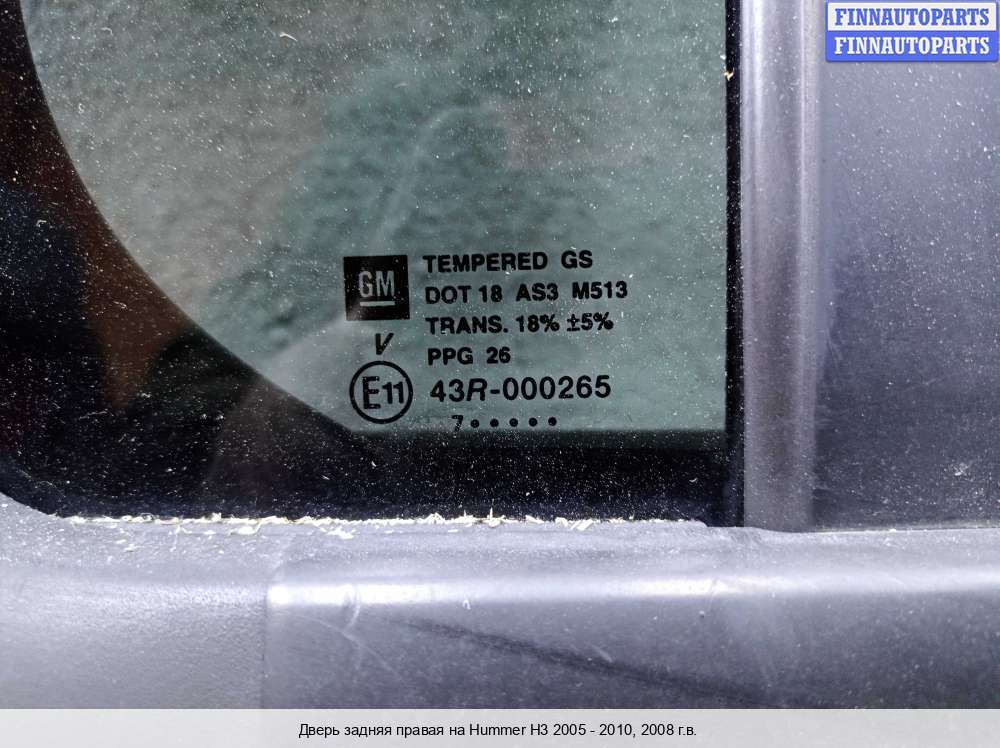 FINNAUTOPARTS
FINNAUTOPARTS
GM
TEMPERED GS
DOT 18 AS3 M513
TRANS. 18% ±5%
V
PPG 26
E11
43R-000265
7 • • • • •
Дверь задняя правая на Hummer H3 2005 - 2010, 2008 г.в.